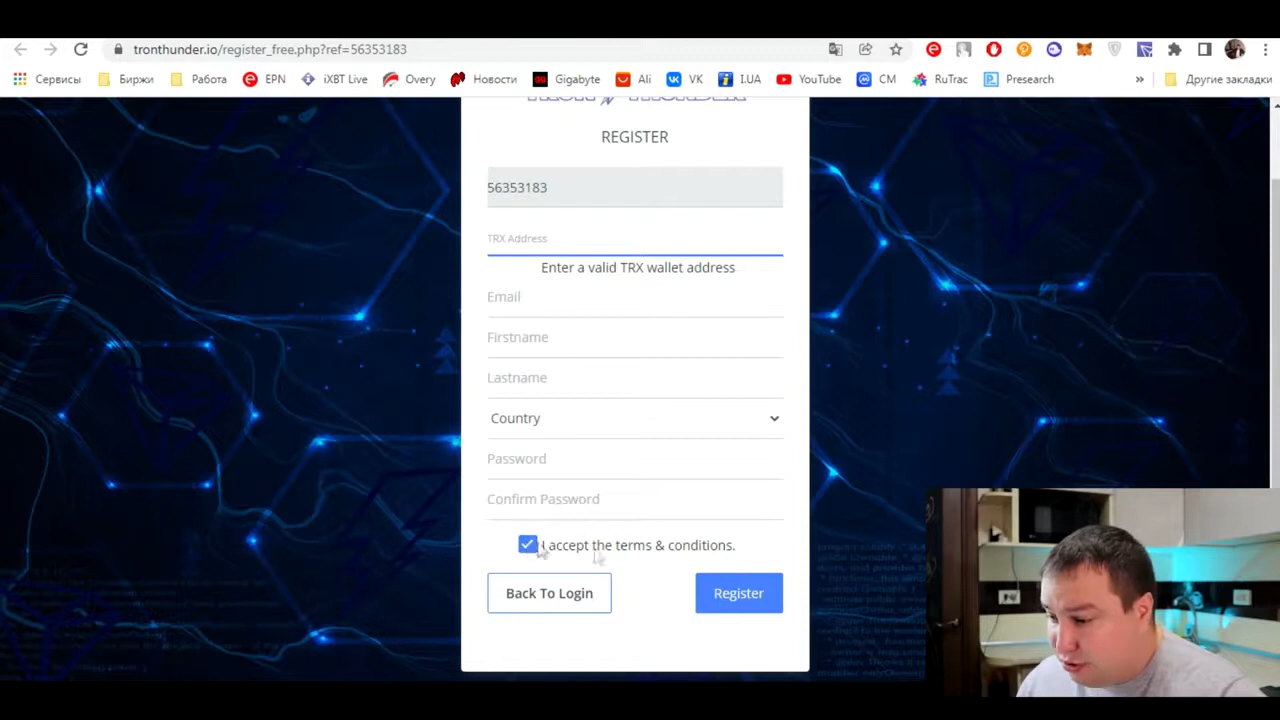 tronthunder.io/register_free.php?ref=56353183
Сервисы Биржи Работа EPN iXBT Live Overy Новости Gigabyte Ali VK I.UA YouTube CM RuTrac Presearch » Другие закладки
REGISTER
56353183
TRX Address
Enter a valid TRX wallet address
Email
Firstname
Lastname
Country
Password
Confirm Password
I accept the terms & conditions.
Back To Login Register